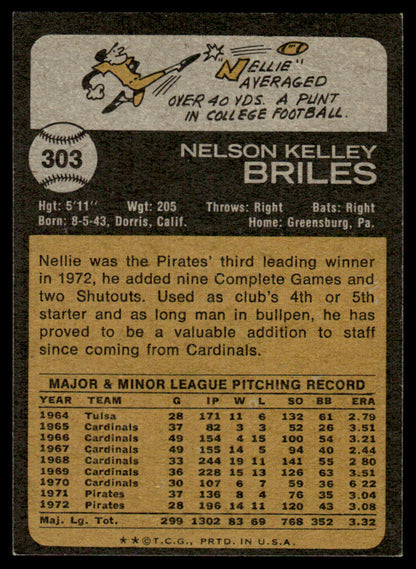 "NELLIE"
AVERAGED
OVER 40 YDS. A PUNT
IN COLLEGE FOOTBALL.
303
NELSON KELLEY
BRILES
Hgt: 5'11" Wgt: 205 Throws: Right Bats: Right
Born: 8-5-43, Dorris, Calif. Home: Greensburg, Pa.
Nellie was the Pirates' third leading winner
in 1972, he added nine Complete Games and
two Shutouts. Used as club's 4th or 5th
starter and as long man in bullpen, he has
proved to be a valuable addition to staff
since coming from Cardinals.
MAJOR & MINOR LEAGUE PITCHING RECORD
YEAR TEAM G IP W L SO BB ERA
1964 Tulsa 28 171 11 6 132 61 2.79
1965 Cardinals 37 82 3 3 52 26 3.51
1966 Cardinals 49 154 4 15 100 54 3.21
1967 Cardinals 49 155 14 5 94 40 2.44
1968 Cardinals 33 244 19 11 141 55 2.80
1969 Cardinals 36 228 15 13 126 63 3.51
1970 Cardinals 30 107 6 7 59 36 6.22
1971 Pirates 37 136 8 4 76 35 3.04
1972 Pirates 28 196 14 11 120 43 3.08
Maj. Lg. Tot. 299 1302 83 69 768 352 3.32
★★©T.C.G., PRTD. IN U.S.A.